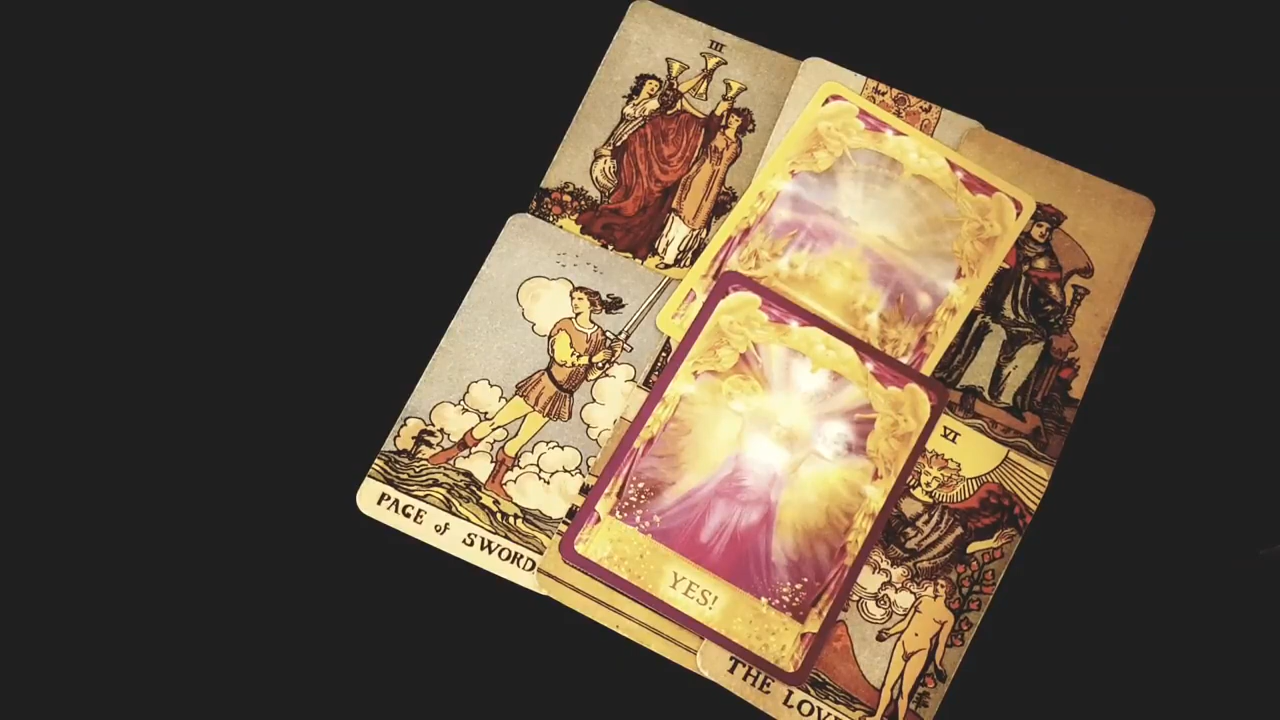 III
PAGE of SWORD
YES!
VI
THE LOV